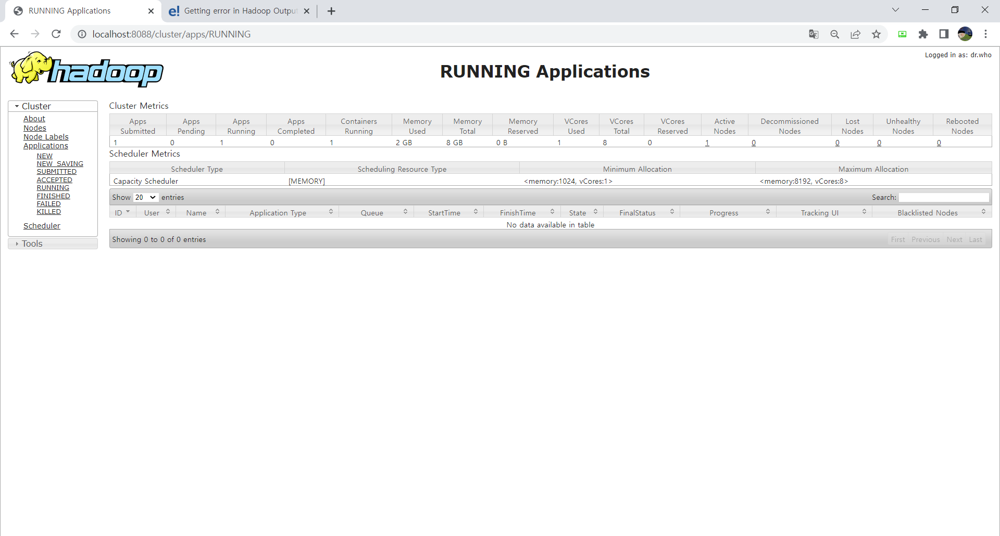 RUNNING Applications
Getting error in Hadoop Outpu
localhost:8088/cluster/apps/RUNNING
Logged in as: dr.who
hadoop
RUNNING Applications
Cluster
About
Nodes
Node Labels
Applications
NEW
NEW_SAVING
SUBMITTED
ACCEPTED
RUNNING
FINISHED
FAILED
KILLED
Scheduler
Tools
Cluster Metrics
Apps Submitted Apps Pending Apps Running Apps Completed Containers Running Memory Used Memory Total Memory Reserved VCores Used VCores Total VCores Reserved Active Nodes Decommissioned Nodes Lost Nodes Unhealthy Nodes Rebooted Nodes
1 0 1 0 1 2 GB 8 GB 0 B 1 8 0 1 0 0 0 0
Scheduler Metrics
Scheduler Type Scheduling Resource Type Minimum Allocation Maximum Allocation
Capacity Scheduler [MEMORY] <memory:1024, vCores:1> <memory:8192, vCores:8>
Show 20 entries Search:
ID User Name Application Type Queue StartTime FinishTime State FinalStatus Progress Tracking UI Blacklisted Nodes
No data available in table
Showing 0 to 0 of 0 entries First Previous Next Last